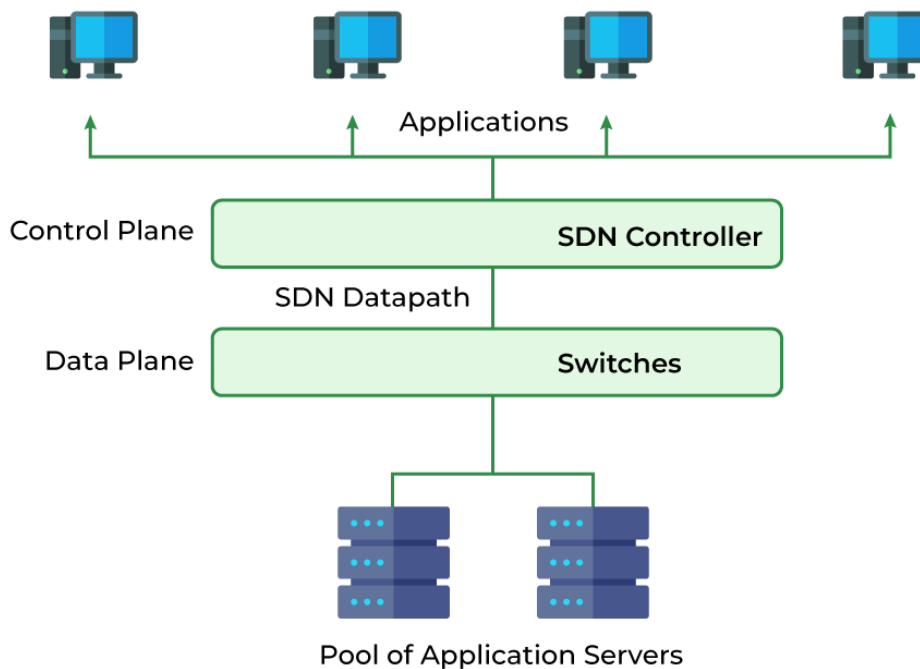 Applications
Control Plane
SDN Controller
SDN Datapath
Data Plane
Switches
Pool of Application Servers